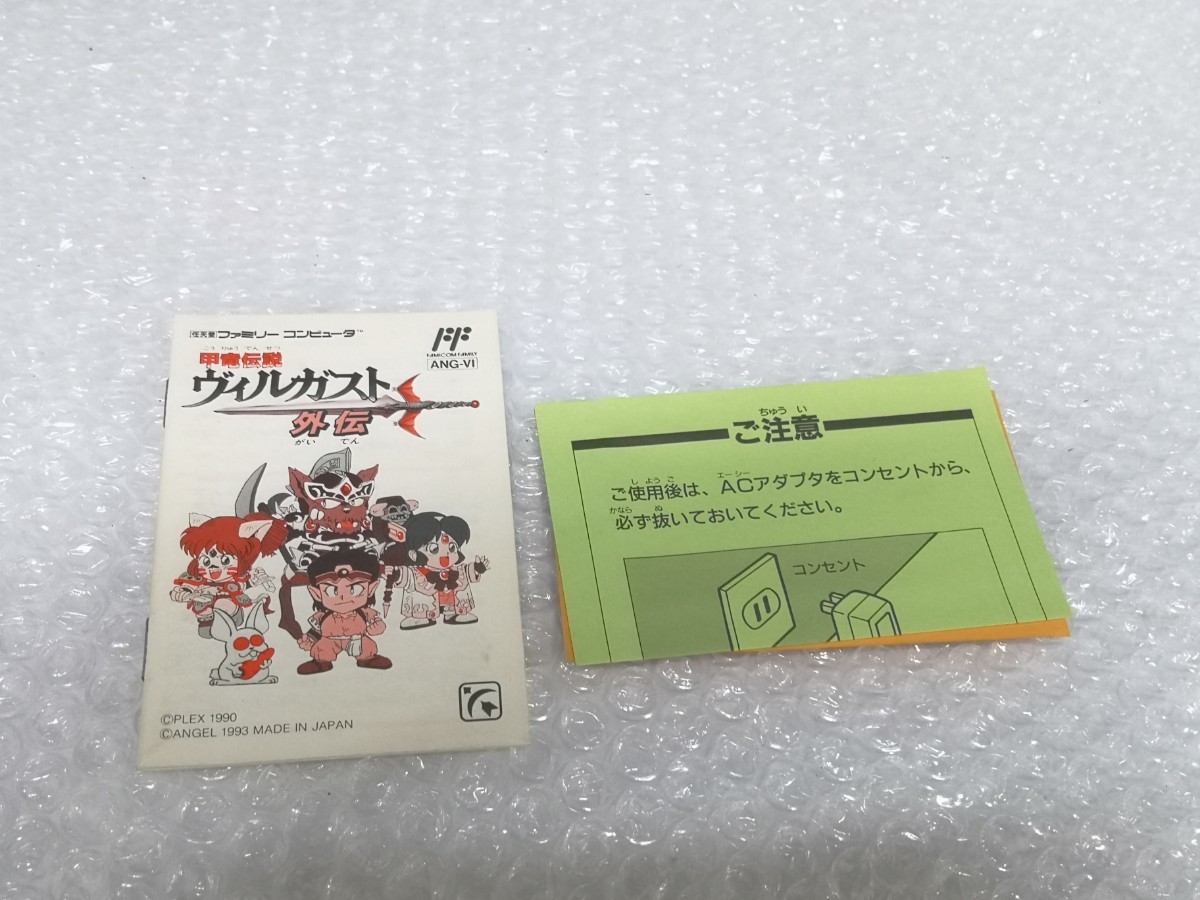 任天堂 ファミリー コンピュータ™
FF
FAMICOM FAMILY
ANG-VI
こう りゅう でん せつ
甲竜伝説
ヴィルガスト
外伝
がい でん
©PLEX 1990
©ANGEL 1993 MADE IN JAPAN
ちゅう い
ご注意
し よう ご エーシー
ご使用後は、ACアダプタをコンセントから、
かなら ぬ
必ず抜いておいてください。
コンセント